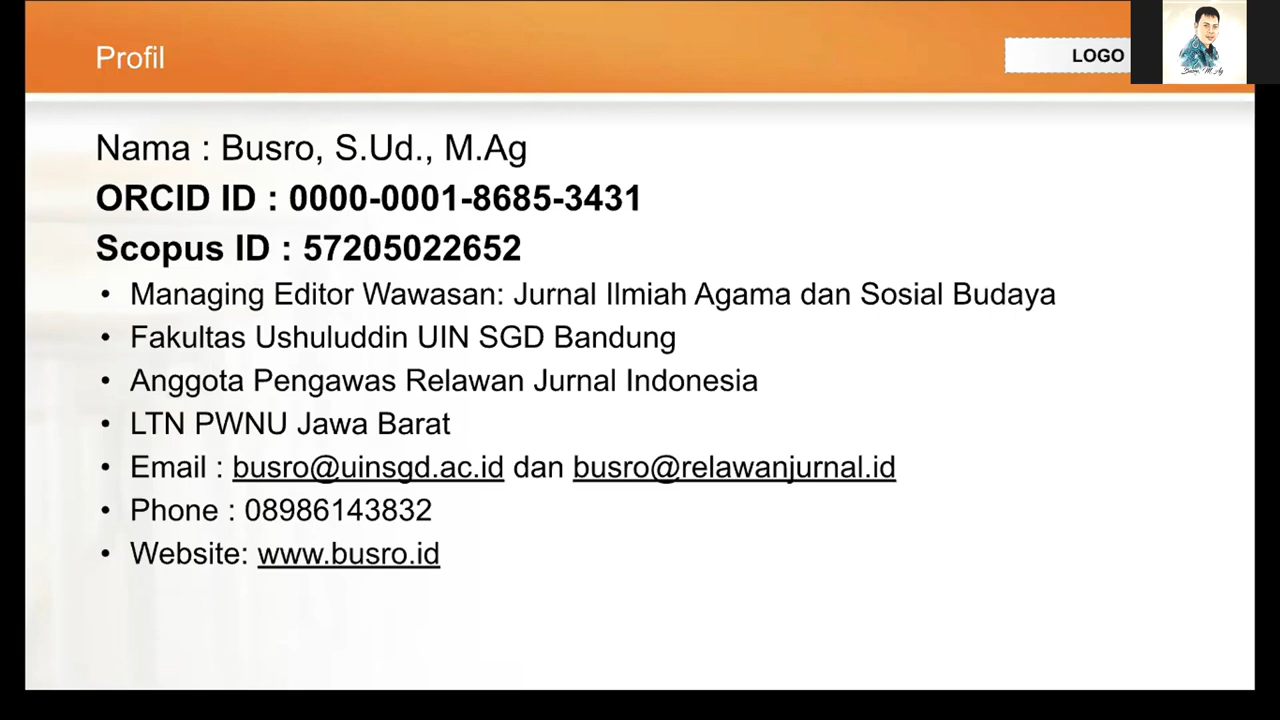 Profil
LOGO
Nama : Busro, S.Ud., M.Ag
ORCID ID : 0000-0001-8685-3431
Scopus ID : 57205022652
• Managing Editor Wawasan: Jurnal Ilmiah Agama dan Sosial Budaya
• Fakultas Ushuluddin UIN SGD Bandung
• Anggota Pengawas Relawan Jurnal Indonesia
• LTN PWNU Jawa Barat
• Email : busro@uinsgd.ac.id dan busro@relawanjurnal.id
• Phone : 08986143832
• Website: www.busro.id
Busro, M.Ag